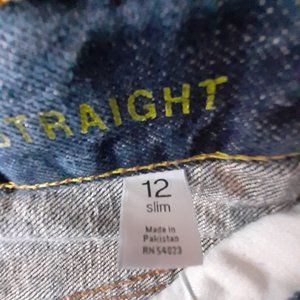 STRAIGHT
12
slim
Made in
Pakistan
RN 54023